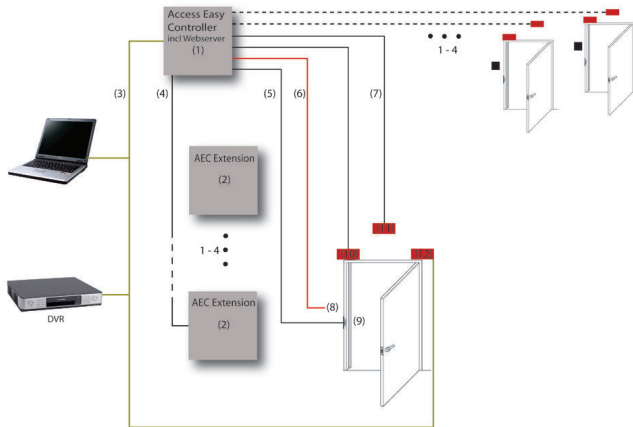 Access Easy
Controller
incl Webserver
(1)
1 - 4
(3)
(4)
(5)
(6)
(7)
AEC Extension
(2)
1 - 4
AEC Extension
(2)
(8)
(9)
DVR